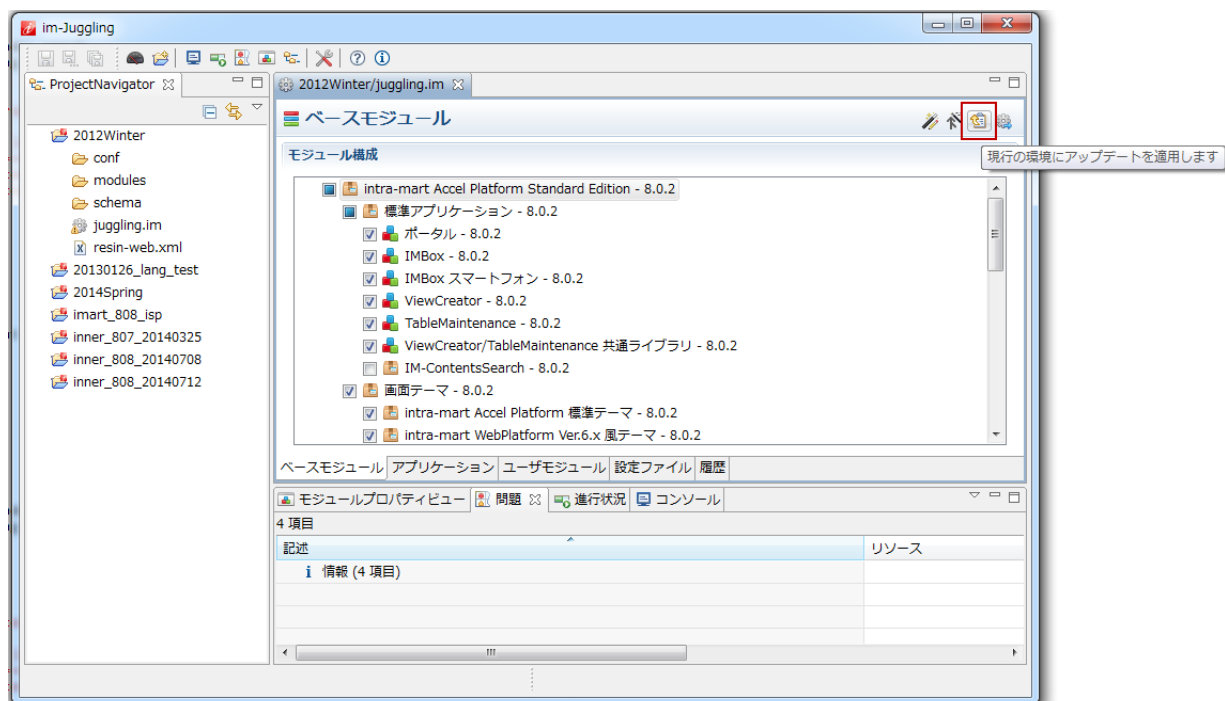 im-Juggling
ProjectNavigator
2012Winter/juggling.im
ベースモジュール
現行の環境にアップデートを適用します
モジュール構成
2012Winter
conf
modules
schema
juggling.im
resin-web.xml
20130126_lang_test
2014Spring
imart_808_isp
inner_807_20140325
inner_808_20140708
inner_808_20140712
intra-mart Accel Platform Standard Edition - 8.0.2
標準アプリケーション - 8.0.2
ポータル - 8.0.2
IMBox - 8.0.2
IMBox スマートフォン - 8.0.2
ViewCreator - 8.0.2
TableMaintenance - 8.0.2
ViewCreator/TableMaintenance 共通ライブラリ - 8.0.2
IM-ContentsSearch - 8.0.2
画面テーマ - 8.0.2
intra-mart Accel Platform 標準テーマ - 8.0.2
intra-mart WebPlatform Ver.6.x 風テーマ - 8.0.2
ベースモジュール アプリケーション ユーザモジュール 設定ファイル 履歴
モジュールプロパティビュー 問題 進行状況 コンソール
4 項目
記述 リソース
情報 (4 項目)